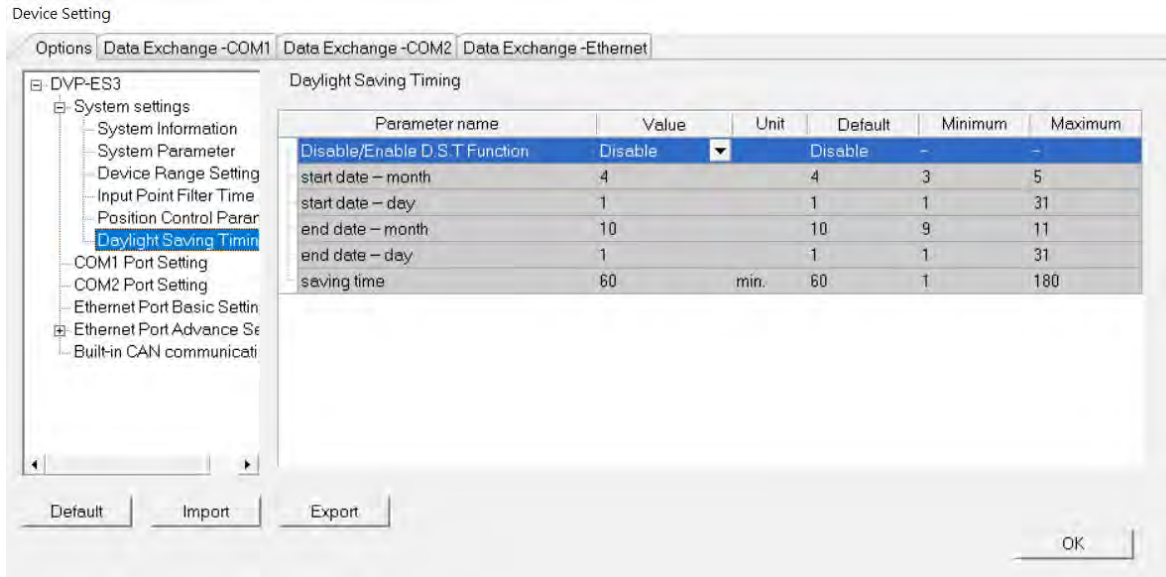 Device Setting
Options Data Exchange -COM1 Data Exchange -COM2 Data Exchange -Ethernet
DVP-ES3
System settings
System Information
System Parameter
Device Range Setting
Input Point Filter Time
Position Control Parar
Daylight Saving Timin
COM1 Port Setting
COM2 Port Setting
Ethernet Port Basic Settin
Ethernet Port Advance Se
Built-in CAN communicati
Daylight Saving Timing
Parameter name Value Unit Default Minimum Maximum
Disable/Enable D.S.T Function Disable Disable – –
start date – month 4 4 3 5
start date – day 1 1 1 31
end date – month 10 10 9 11
end date – day 1 1 1 31
saving time 60 min. 60 1 180
Default Import Export
OK